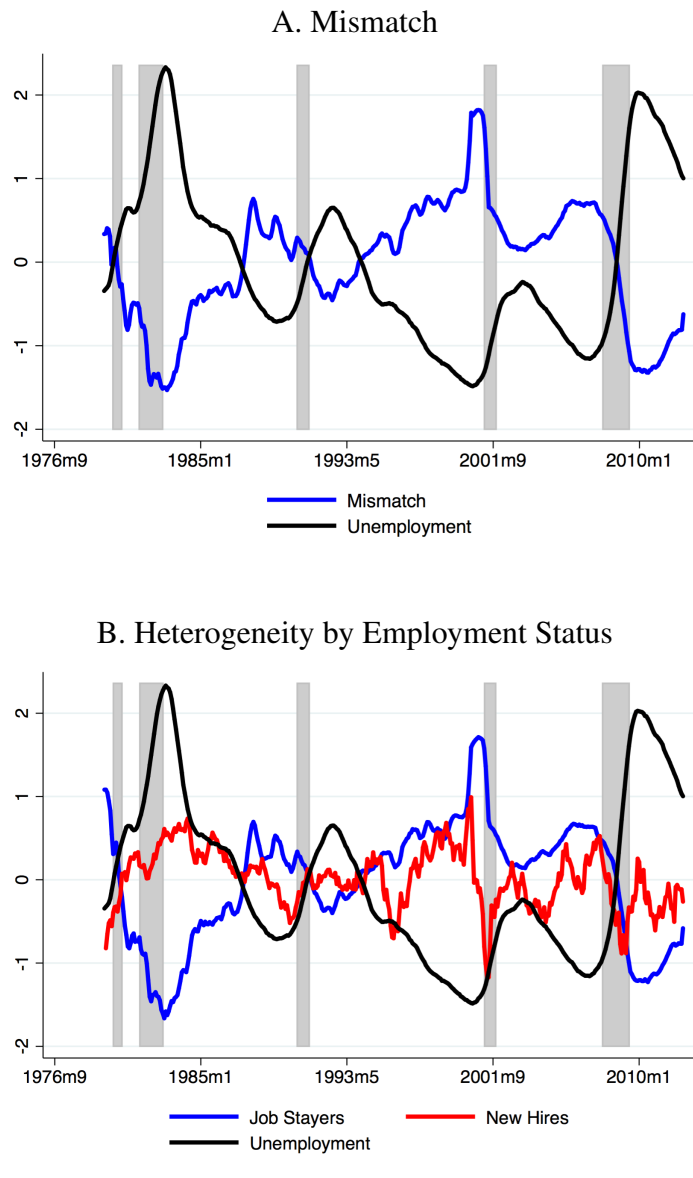 A. Mismatch
2
1
0
-1
-2
1976m9 1985m1 1993m5 2001m9 2010m1
Mismatch
Unemployment
B. Heterogeneity by Employment Status
2
1
0
-1
-2
1976m9 1985m1 1993m5 2001m9 2010m1
Job Stayers New Hires
Unemployment